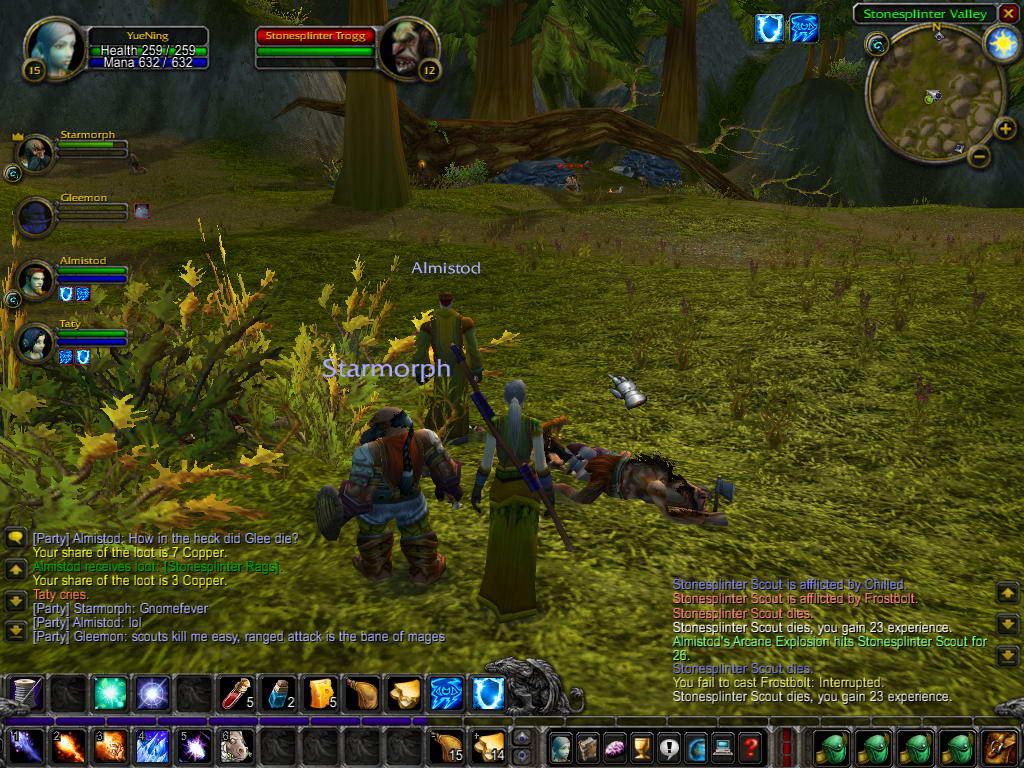 YueNing
Health 259 / 259
Mana 632 / 632
15
Stonesplinter Trogg
12
Stonesplinter Valley
N
Starmorph
Gleemon
Almistod
Taty
Almistod
Starmorph
[Party] Almistod: How in the heck did Glee die?
Your share of the loot is 7 Copper.
Almistod receives loot: [Stonesplinter Rags].
Your share of the loot is 3 Copper.
Taty cries.
[Party] Starmorph: Gnomefever
[Party] Almistod: lol
[Party] Gleemon: scouts kill me easy, ranged attack is the bane of mages
Stonesplinter Scout is afflicted by Chilled.
Stonesplinter Scout is afflicted by Frostbolt.
Stonesplinter Scout dies.
Stonesplinter Scout dies, you gain 23 experience.
Almistod's Arcane Explosion hits Stonesplinter Scout for
26.
Stonesplinter Scout dies.
You fail to cast Frostbolt: Interrupted.
Stonesplinter Scout dies, you gain 23 experience.
5 2 5
1 2 3 4 5 6 15 14